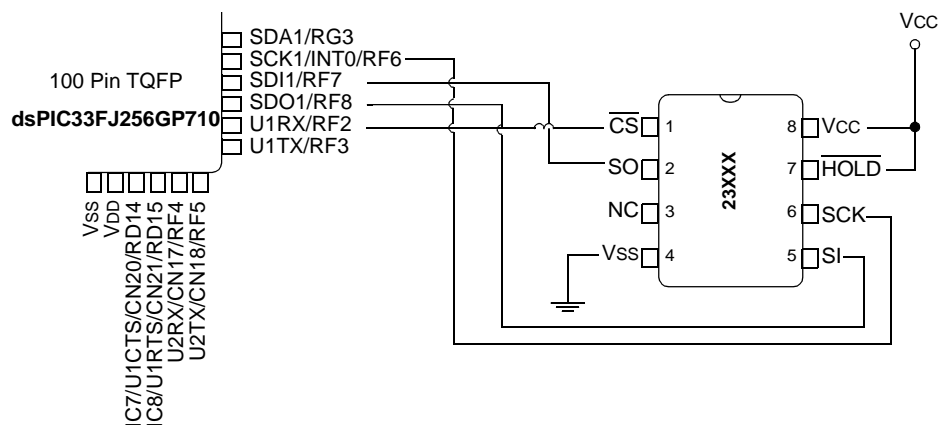 SDA1/RG3
SCK1/INT0/RF6
SDI1/RF7
SDO1/RF8
U1RX/RF2
U1TX/RF3
100 Pin TQFP
dsPIC33FJ256GP710
VSS
VDD
IC7/U1CTS/CN20/RD14
IC8/U1RTS/CN21/RD15
U2RX/CN17/RF4
U2TX/CN18/RF5
VCC
CS 1
SO 2
NC 3
VSS 4
23XXX
8 VCC
7 HOLD
6 SCK
5 SI